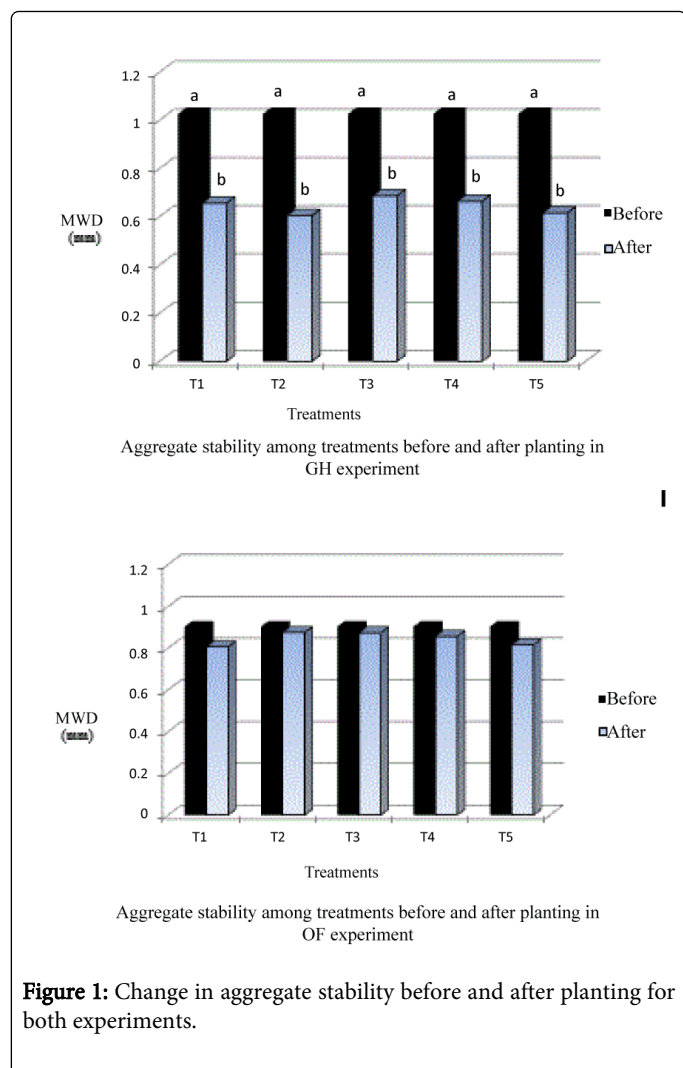 1.2
1
0.8
0.6
0.4
0.2
0
a a a a a
b b b b b
MWD
(mm)
Before
After
T1 T2 T3 T4 T5
Treatments
Aggregate stability among treatments before and after planting in
GH experiment
I
1.2
1
0.8
0.6
0.4
0.2
0
MWD
(mm)
Before
After
T1 T2 T3 T4 T5
Treatments
Aggregate stability among treatments before and after planting in
OF experiment
Figure 1: Change in aggregate stability before and after planting for
both experiments.